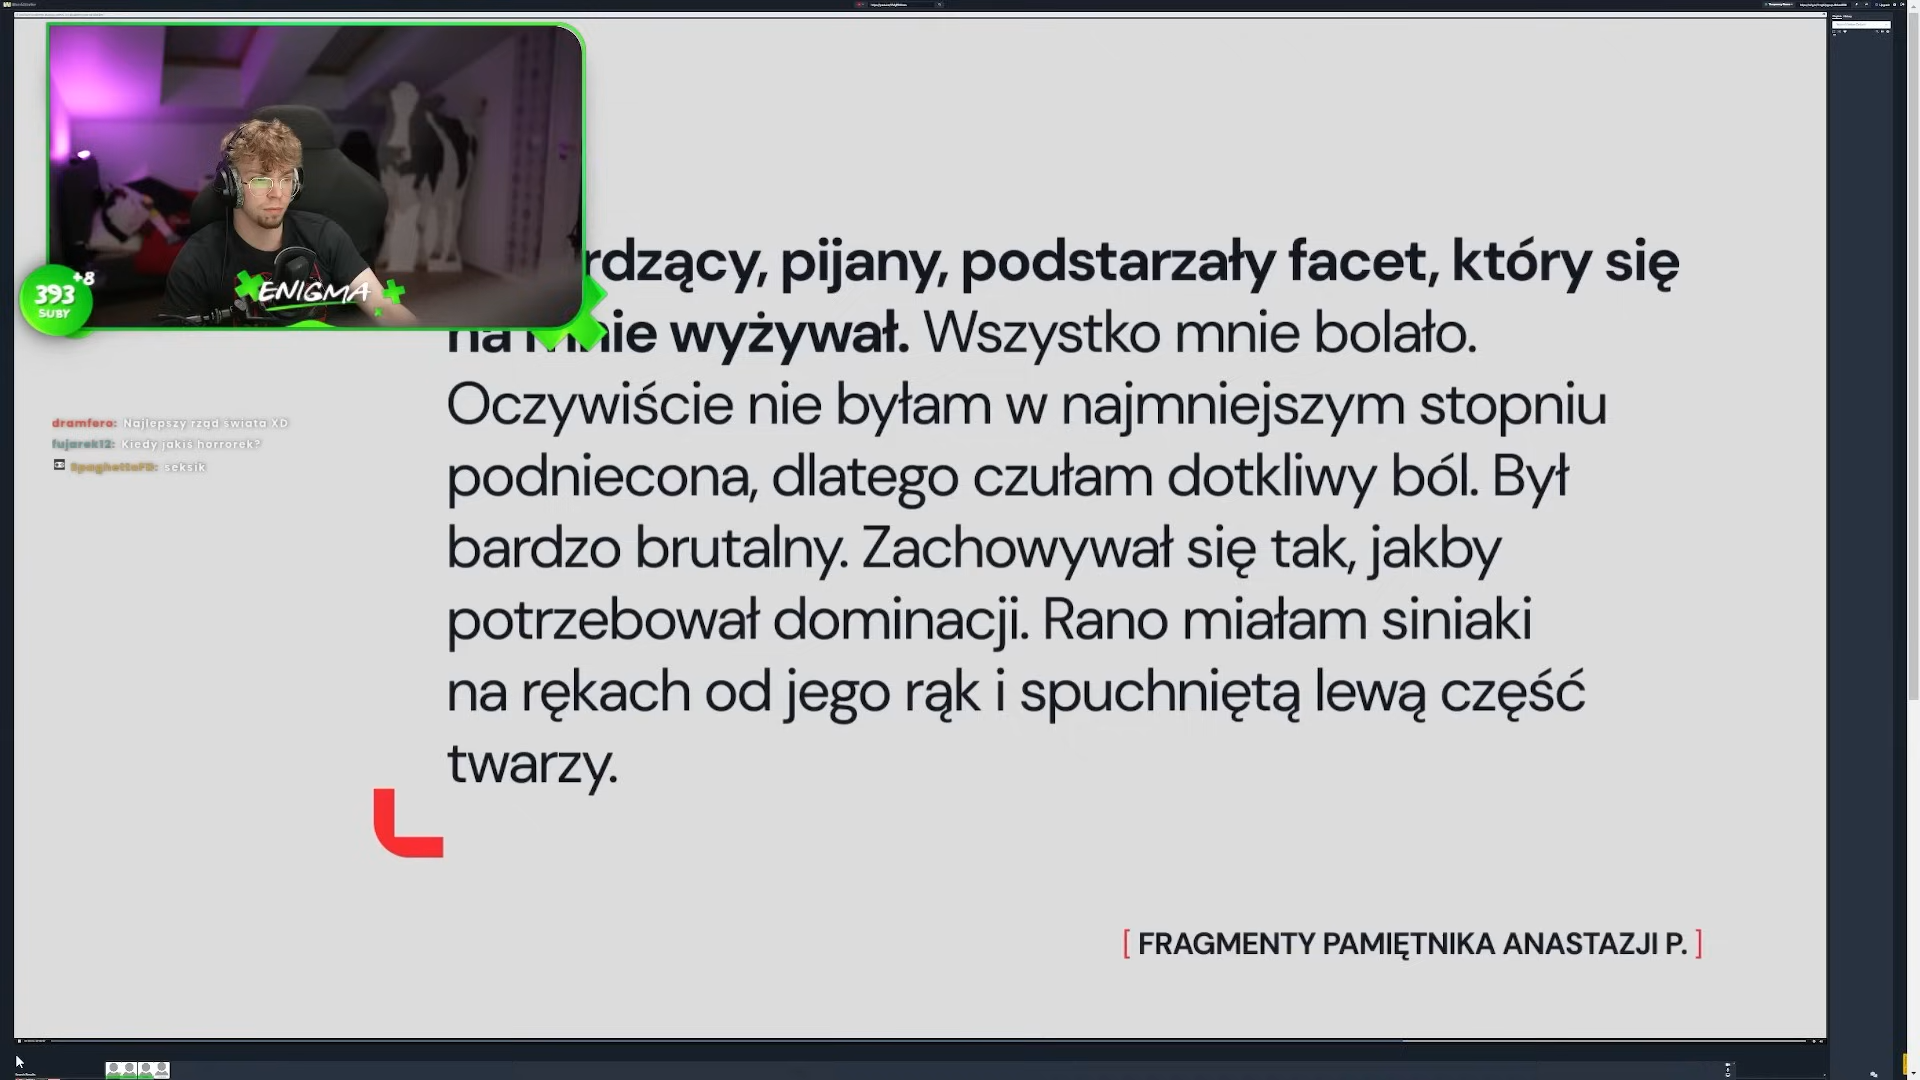 393
+8
SUBY
ENIGMA
rdzący, pijany, podstarzały facet, który się
na mnie wyżywał. Wszystko mnie bolało.
Oczywiście nie byłam w najmniejszym stopniu
podniecona, dlatego czułam dotkliwy ból. Był
bardzo brutalny. Zachowywał się tak, jakby
potrzebował dominacji. Rano miałam siniaki
na rękach od jego rąk i spuchniętą lewą część
twarzy.
dramfero: Najlepszy rząd świata XD
fujarek12: Kiedy jakiś horrorek?
SpaghettoFD: seksik
[ FRAGMENTY PAMIĘTNIKA ANASTAZJI P. ]